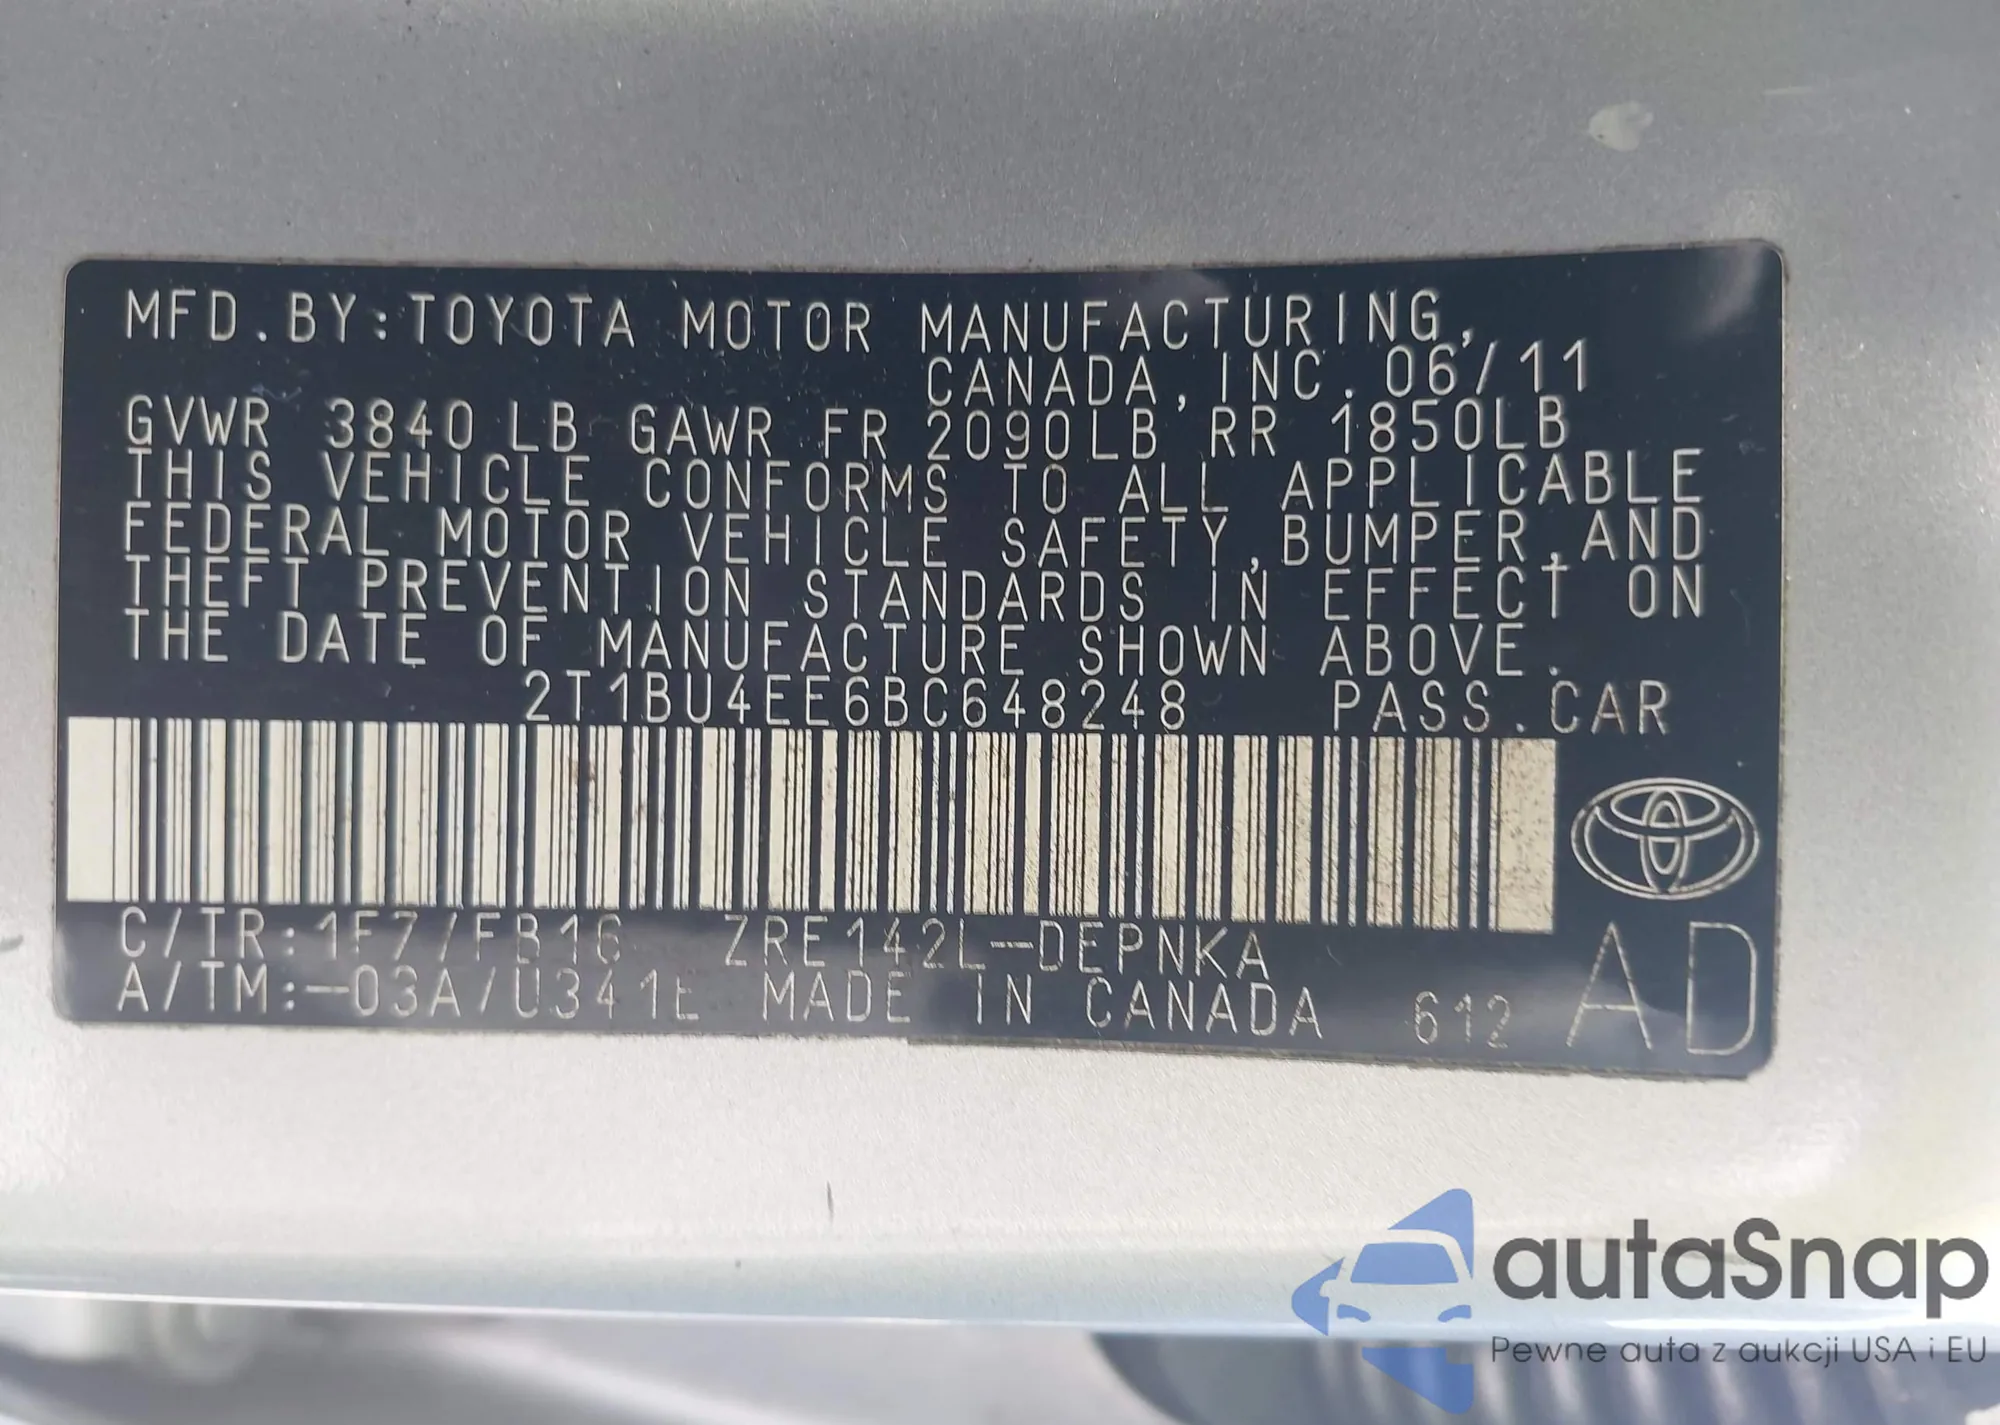 MFD.BY:TOYOTA MOTOR MANUFACTURING,
CANADA,INC. 06/11
GVWR 3840 LB GAWR FR 2090LB RR 1850LB
THIS VEHICLE CONFORMS TO ALL APPLICABLE
FEDERAL MOTOR VEHICLE SAFETY,BUMPER,AND
THEFT PREVENTION STANDARDS IN EFFECT ON
THE DATE OF MANUFACTURE SHOWN ABOVE.
2T1BU4EE6BC648248 PASS.CAR
C/TR:1F7/FB16 ZRE142L-DEPNKA
A/TM:-03A/U341E MADE IN CANADA 612 AD
autaSnap
Pewne auta z aukcji USA i EU